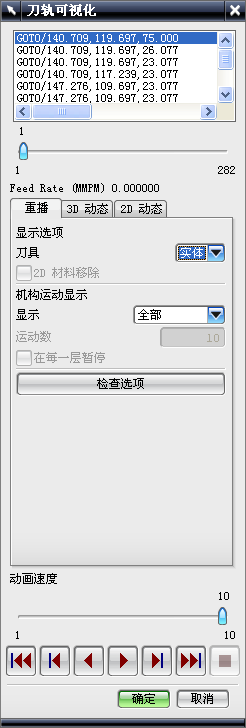 刀轨可视化
GOTO/140.709,119.697,75.000
GOTO/140.709,119.697,26.077
GOTO/140.709,119.697,23.077
GOTO/140.709,117.239,23.077
GOTO/147.276,117.239,23.077
GOTO/147.276,109.697,23.077
1
1 282
Feed Rate (MMPM) 0.000000
重播 3D 动态 2D 动态
显示选项
刀具 实体
2D 材料移除
机构运动显示
显示 全部
运动数 10
在每一层暂停
检查选项
动画速度
10
1 10
确定 取消